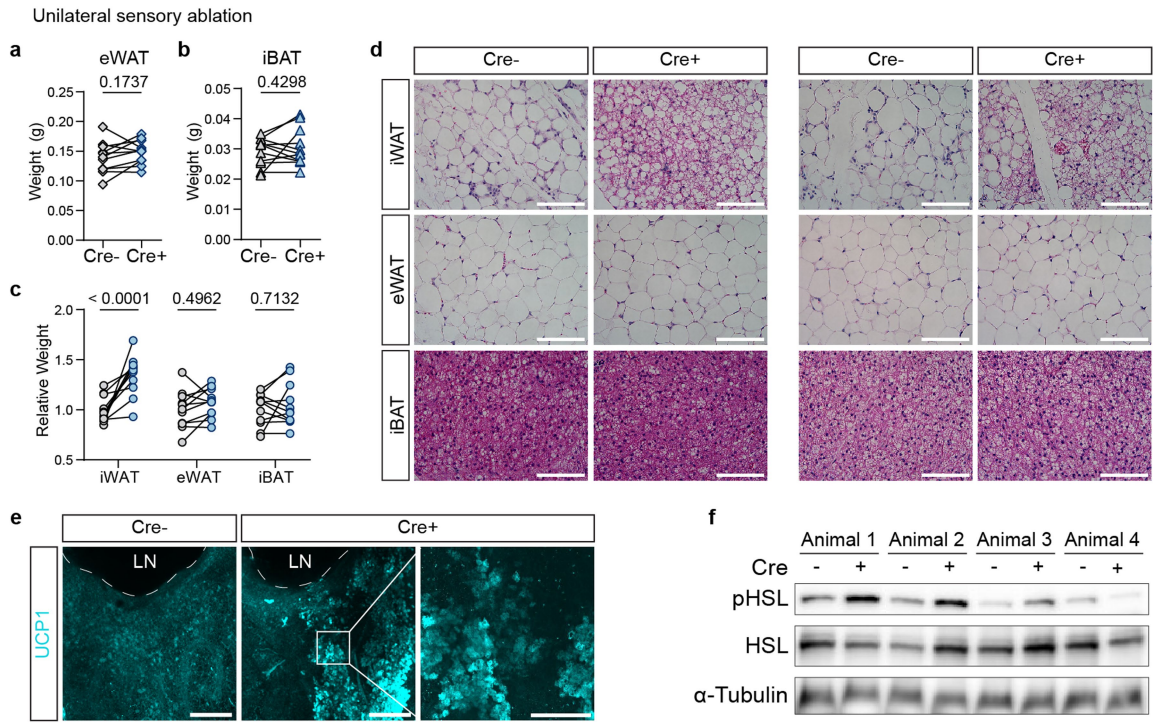 Unilateral sensory ablation
a
eWAT
0.1737
Weight (g)
0.25
0.20
0.15
0.10
0.05
0.00
Cre- Cre+
b
iBAT
0.4298
Weight (g)
0.05
0.04
0.03
0.02
0.01
0.00
Cre- Cre+
c
< 0.0001 0.4962 0.7132
Relative Weight
2.0
1.5
1.0
0.5
iWAT eWAT iBAT
d
Cre- Cre+ Cre- Cre+
iWAT
eWAT
iBAT
e
Cre- Cre+
UCP1
LN LN
f
Animal 1 Animal 2 Animal 3 Animal 4
Cre - + - + - + - +
pHSL
HSL
α-Tubulin